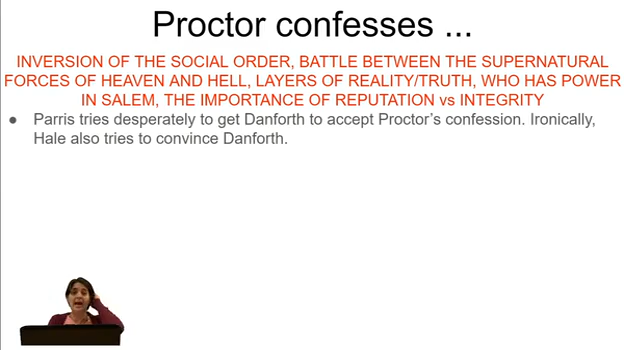 Proctor confesses ...
INVERSION OF THE SOCIAL ORDER, BATTLE BETWEEN THE SUPERNATURAL
FORCES OF HEAVEN AND HELL, LAYERS OF REALITY/TRUTH, WHO HAS POWER
IN SALEM, THE IMPORTANCE OF REPUTATION vs INTEGRITY
● Parris tries desperately to get Danforth to accept Proctor's confession. Ironically,
Hale also tries to convince Danforth.